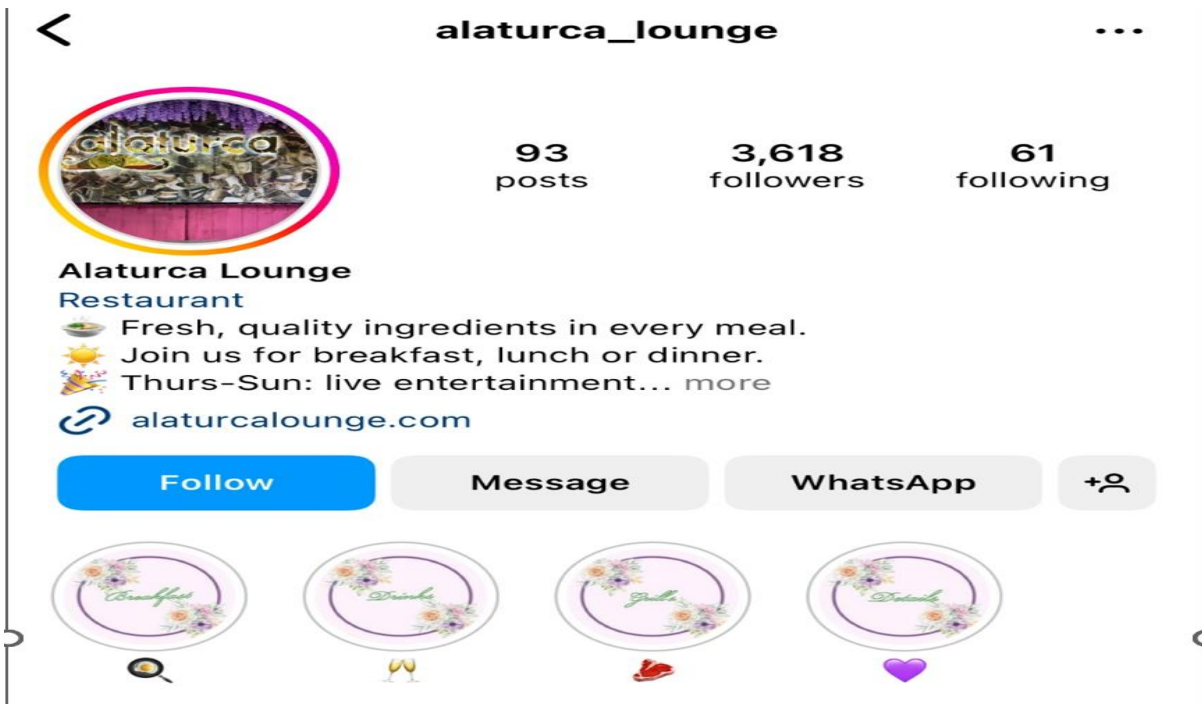 alaturca_lounge
alaturca
93 3,618 61
posts followers following
Alaturca Lounge
Restaurant
Fresh, quality ingredients in every meal.
Join us for breakfast, lunch or dinner.
Thurs-Sun: live entertainment... more
alaturcalounge.com
Follow Message WhatsApp
Breakfast Drinks Grills Details